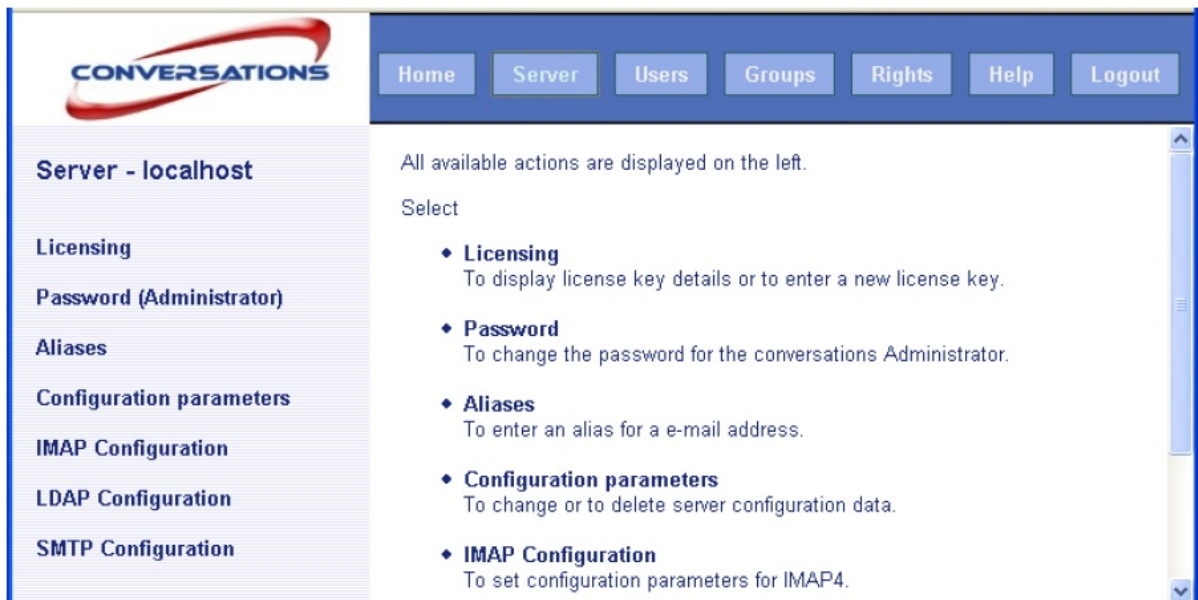 CONVERSATIONS
Home Server Users Groups Rights Help Logout
Server - localhost
Licensing
Password (Administrator)
Aliases
Configuration parameters
IMAP Configuration
LDAP Configuration
SMTP Configuration
All available actions are displayed on the left.
Select
• Licensing
To display license key details or to enter a new license key.
• Password
To change the password for the conversations Administrator.
• Aliases
To enter an alias for a e-mail address.
• Configuration parameters
To change or to delete server configuration data.
• IMAP Configuration
To set configuration parameters for IMAP4.